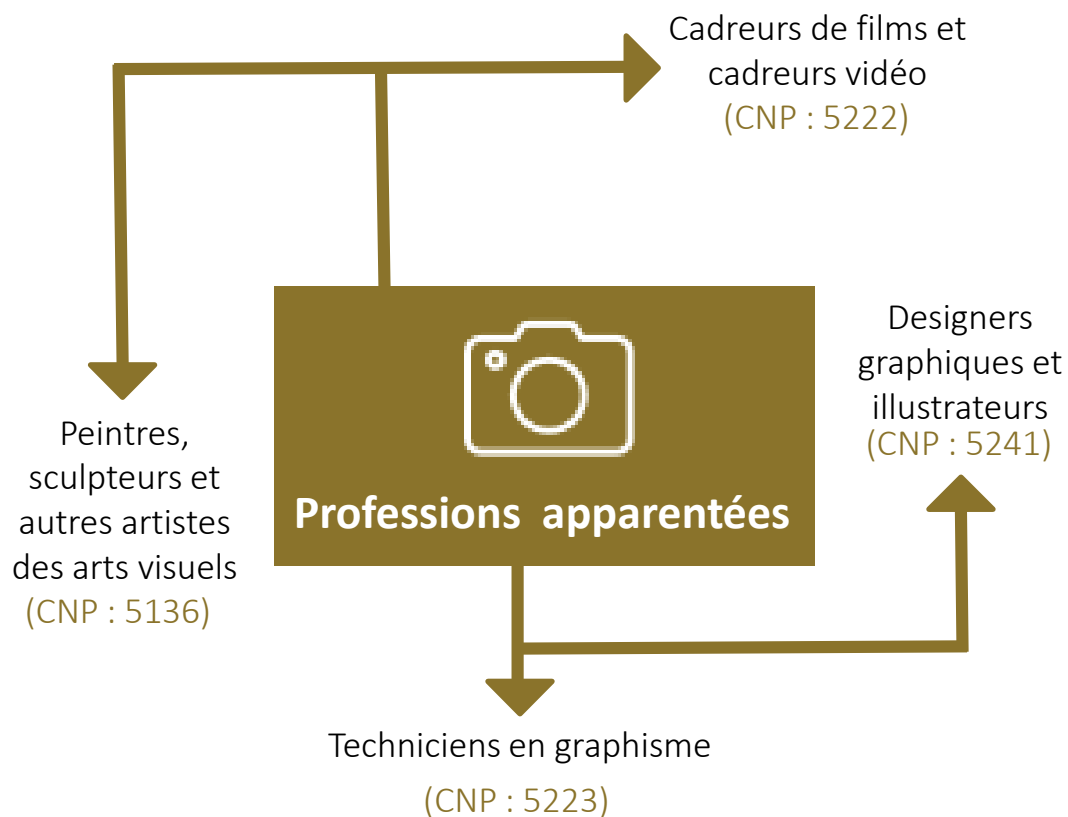 Cadreurs de films et
cadreurs vidéo
(CNP : 5222)
Designers
graphiques et
illustrateurs
(CNP : 5241)
Peintres,
sculpteurs et
autres artistes
des arts visuels
(CNP : 5136)
Professions apparentées
Techniciens en graphisme
(CNP : 5223)